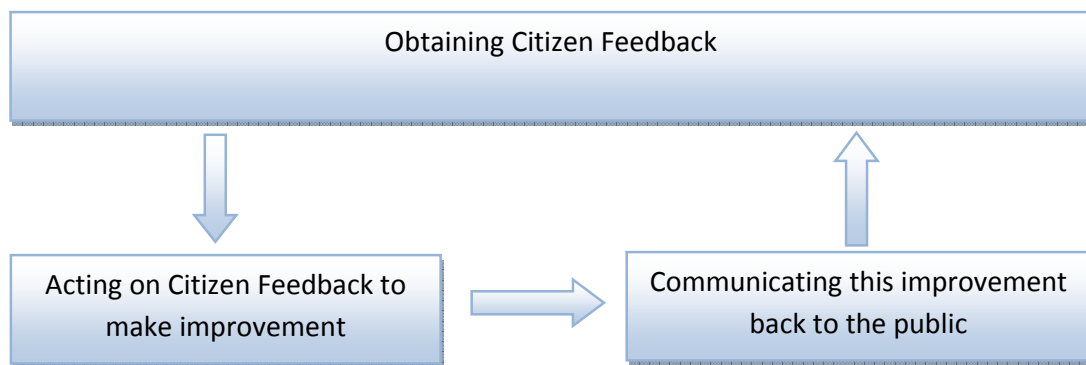 Obtaining Citizen Feedback
Acting on Citizen Feedback to
make improvement
Communicating this improvement
back to the public